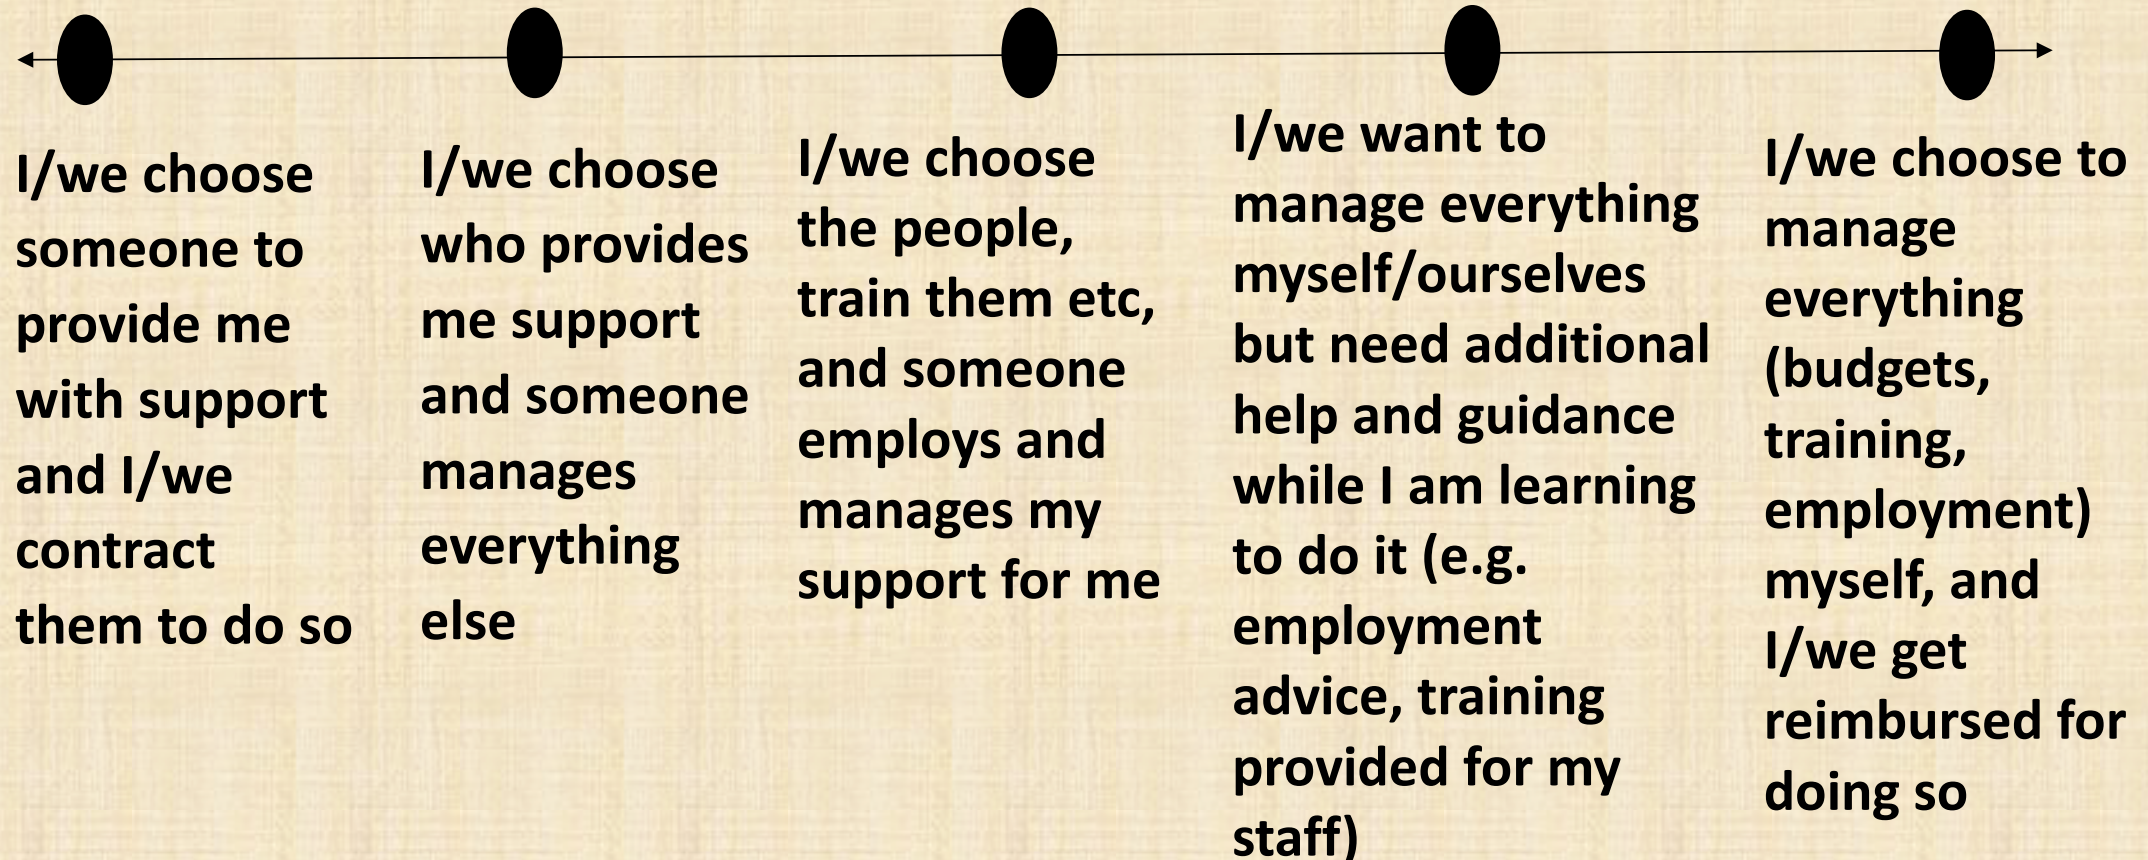 I/we choose
someone to
provide me
with support
and I/we
contract
them to do so
I/we choose
who provides
me support
and someone
manages
everything
else
I/we choose
the people,
train them etc,
and someone
employs and
manages my
support for me
I/we want to
manage everything
myself/ourselves
but need additional
help and guidance
while I am learning
to do it (e.g.
employment
advice, training
provided for my
staff)
I/we choose to
manage
everything
(budgets,
training,
employment)
myself, and
I/we get
reimbursed for
doing so